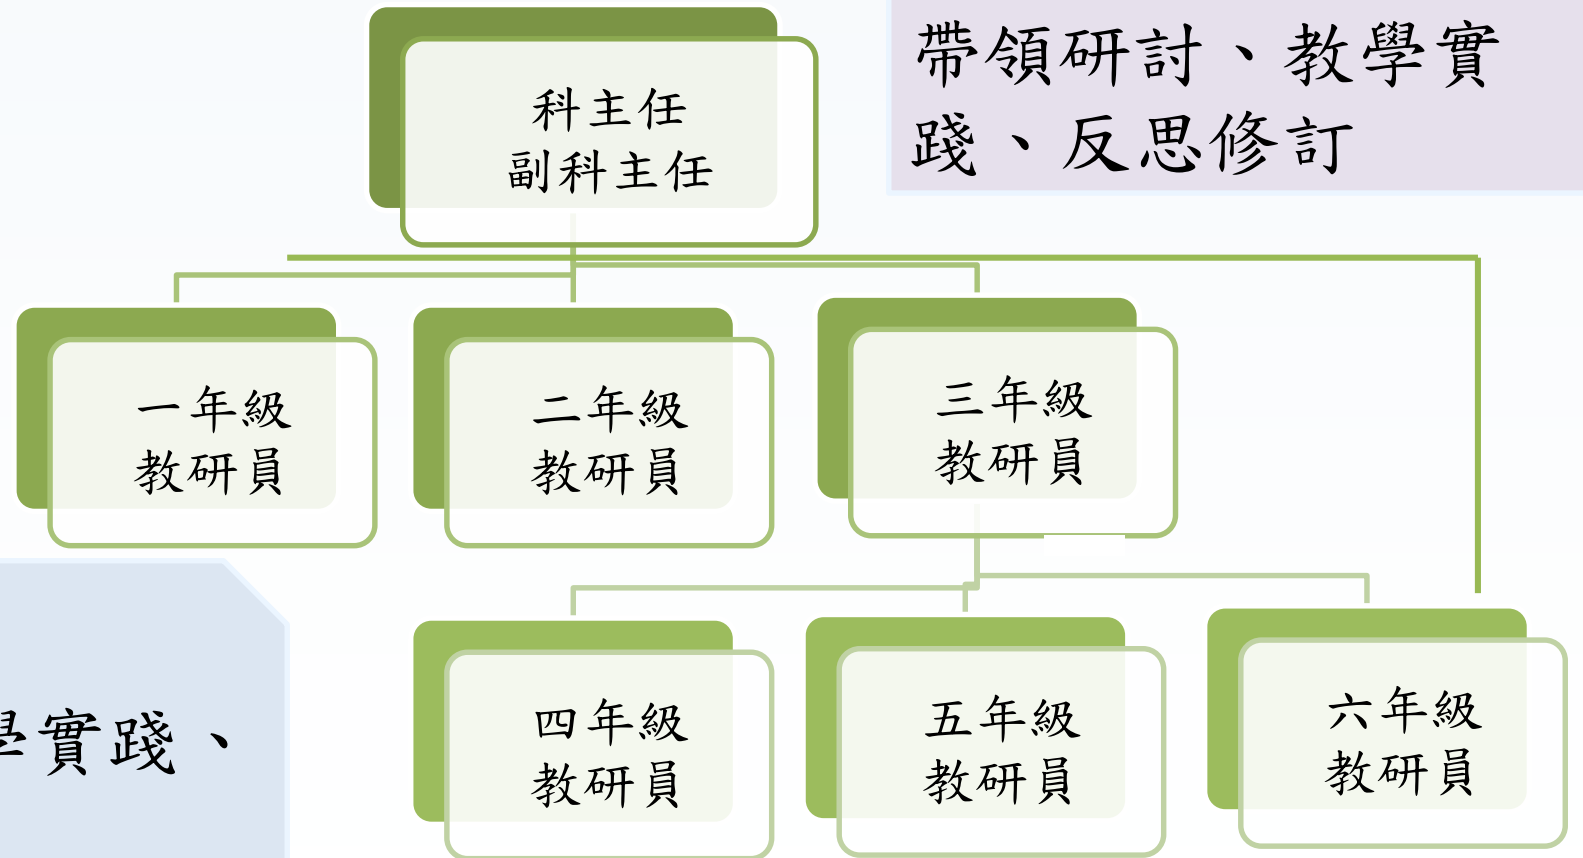 帶領研討、教學實
踐、反思修訂
科主任
副科主任
一年級
教研員
二年級
教研員
三年級
教研員
學實踐、
四年級
教研員
五年級
教研員
六年級
教研員